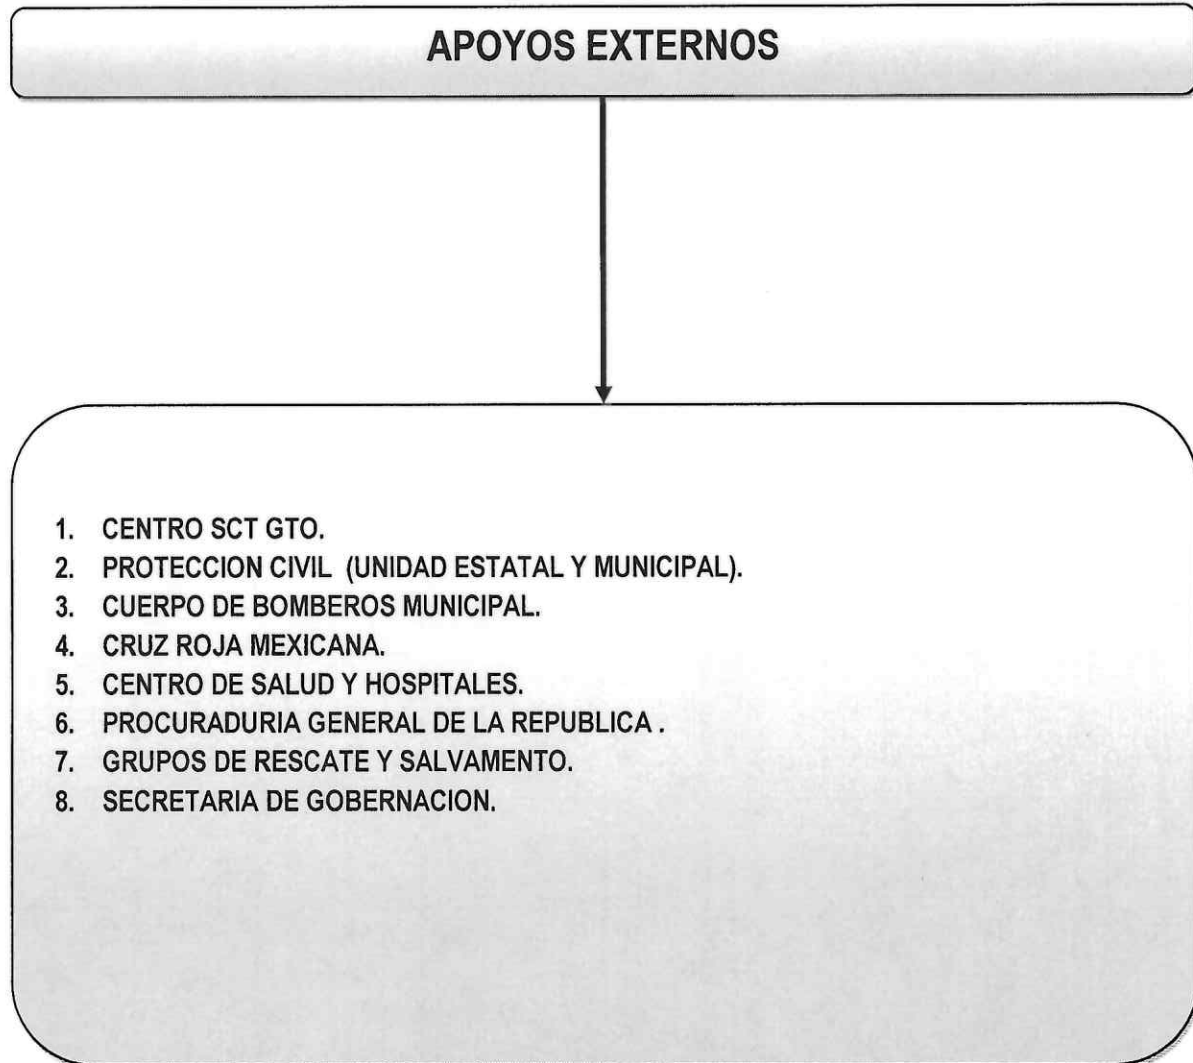 APOYOS EXTERNOS
1. CENTRO SCT GTO.
2. PROTECCION CIVIL (UNIDAD ESTATAL Y MUNICIPAL).
3. CUERPO DE BOMBEROS MUNICIPAL.
4. CRUZ ROJA MEXICANA.
5. CENTRO DE SALUD Y HOSPITALES.
6. PROCURADURIA GENERAL DE LA REPUBLICA .
7. GRUPOS DE RESCATE Y SALVAMENTO.
8. SECRETARIA DE GOBERNACION.